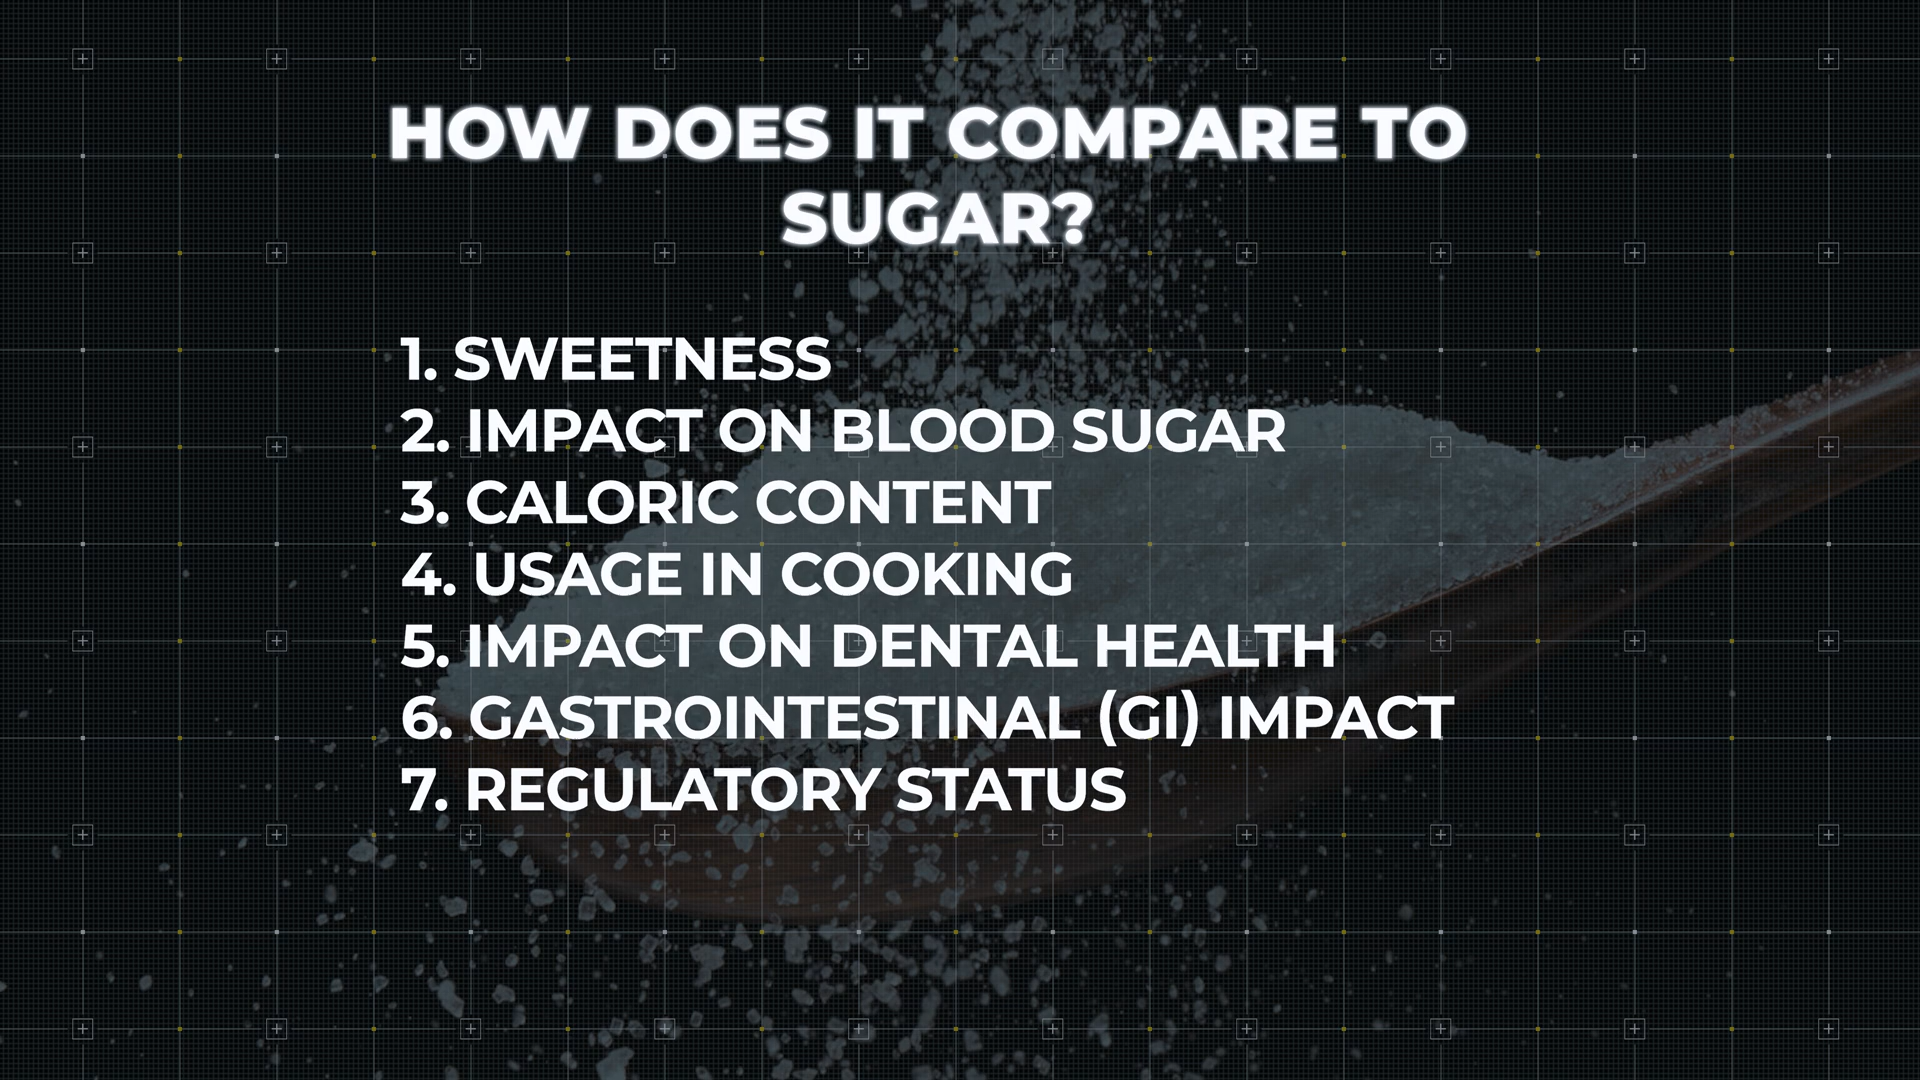 HOW DOES IT COMPARE TO
SUGAR?
1. SWEETNESS
2. IMPACT ON BLOOD SUGAR
3. CALORIC CONTENT
4. USAGE IN COOKING
5. IMPACT ON DENTAL HEALTH
6. GASTROINTESTINAL (GI) IMPACT
7. REGULATORY STATUS